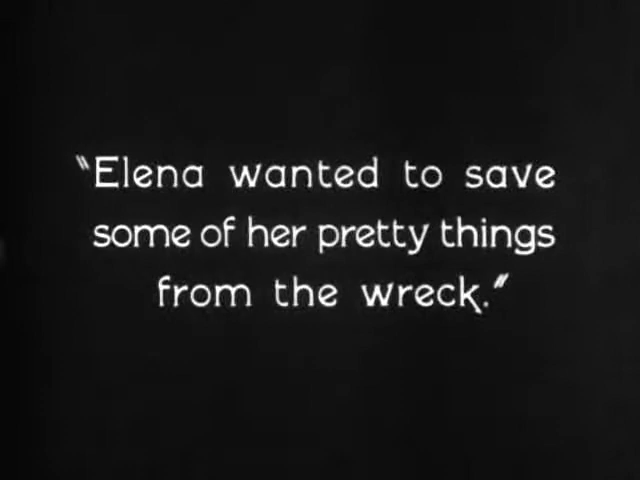 "Elena wanted to save
some of her pretty things
from the wreck."